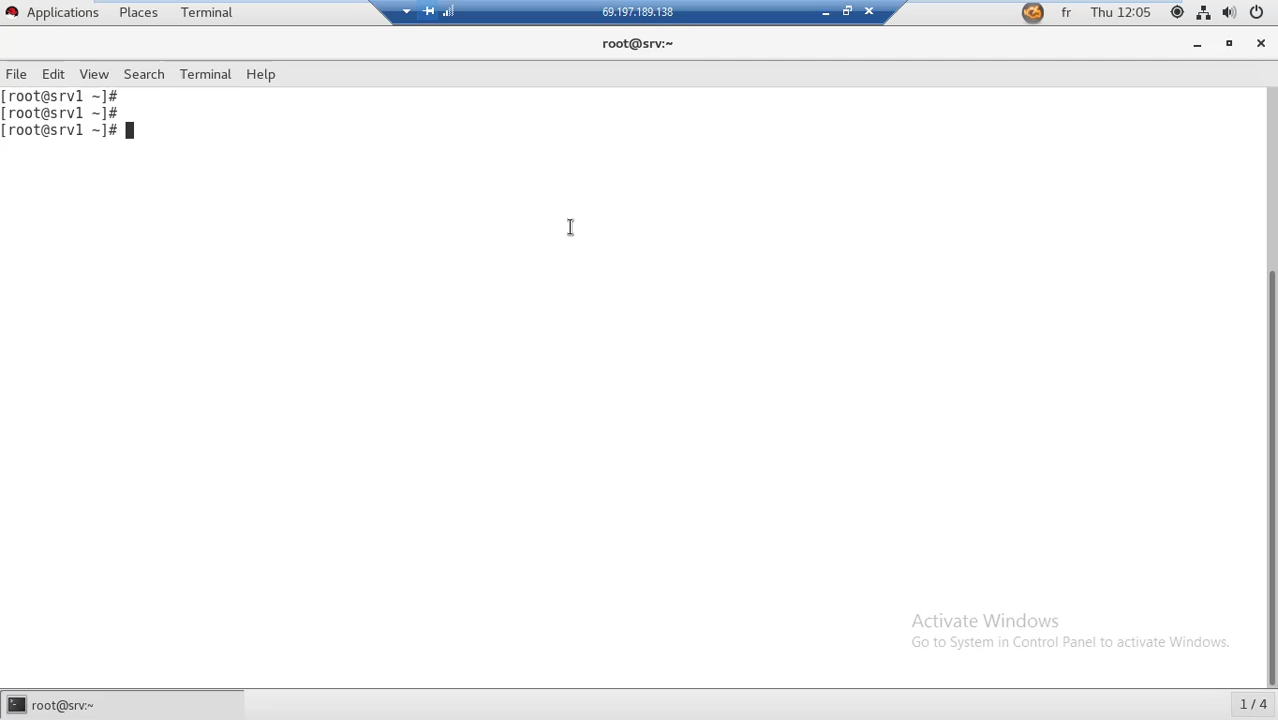 Applications Places Terminal 69.197.189.138 fr Thu 12:05
root@srv:~
File Edit View Search Terminal Help
[root@srv1 ~]#
[root@srv1 ~]#
[root@srv1 ~]#
Activate Windows
Go to System in Control Panel to activate Windows.
root@srv:~ 1 / 4